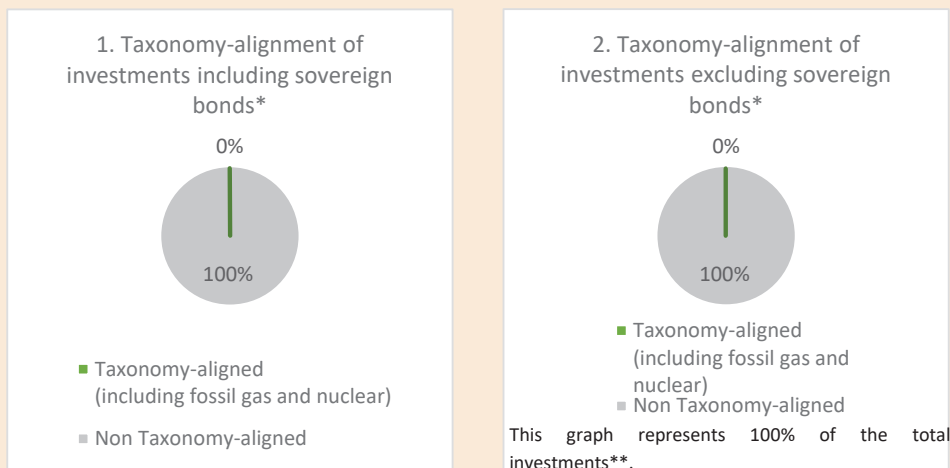 1. Taxonomy-alignment of
investments including sovereign
bonds*
0%
100%
Taxonomy-aligned
(including fossil gas and nuclear)
Non Taxonomy-aligned
2. Taxonomy-alignment of
investments excluding sovereign
bonds*
0%
100%
Taxonomy-aligned
(including fossil gas and
nuclear)
Non Taxonomy-aligned
This graph represents 100% of the total
investments**.